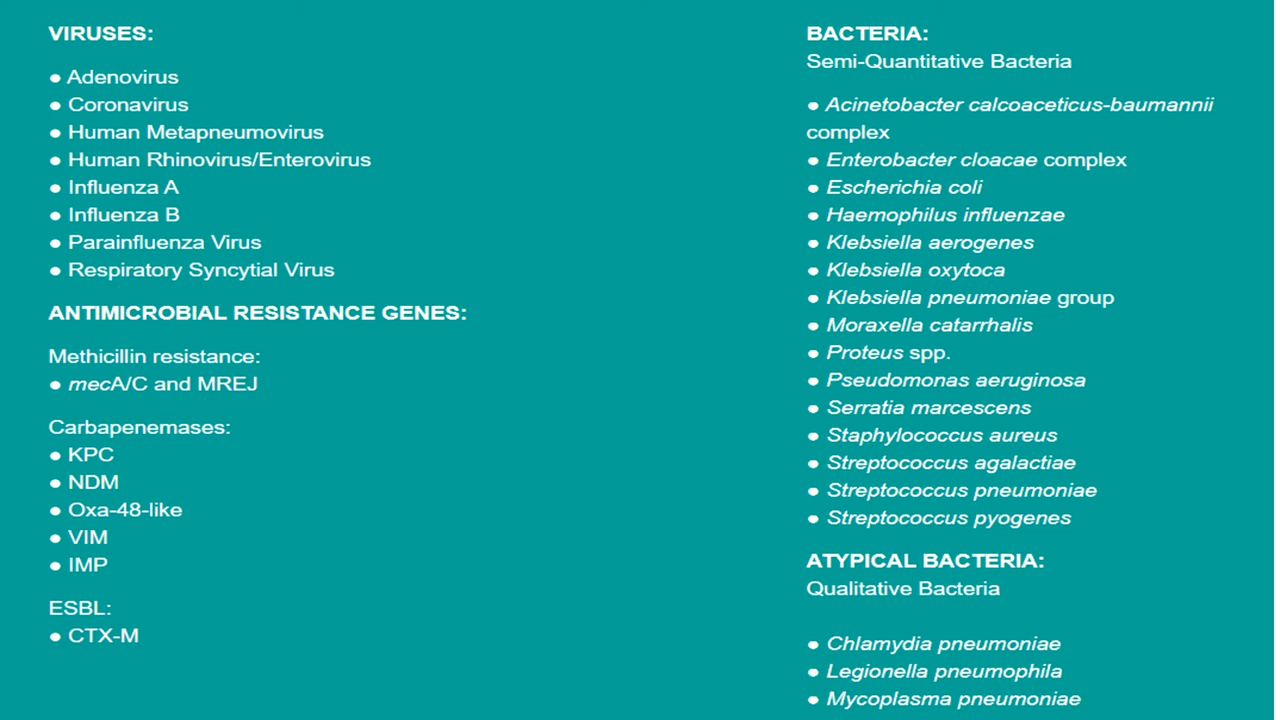 VIRUSES:
● Adenovirus
● Coronavirus
● Human Metapneumovirus
● Human Rhinovirus/Enterovirus
● Influenza A
● Influenza B
● Parainfluenza Virus
● Respiratory Syncytial Virus
ANTIMICROBIAL RESISTANCE GENES:
Methicillin resistance:
● mecA/C and MREJ
Carbapenemases:
● KPC
● NDM
● Oxa-48-like
● VIM
● IMP
ESBL:
● CTX-M
BACTERIA:
Semi-Quantitative Bacteria
● Acinetobacter calcoaceticus-baumannii
complex
● Enterobacter cloacae complex
● Escherichia coli
● Haemophilus influenzae
● Klebsiella aerogenes
● Klebsiella oxytoca
● Klebsiella pneumoniae group
● Moraxella catarrhalis
● Proteus spp.
● Pseudomonas aeruginosa
● Serratia marcescens
● Staphylococcus aureus
● Streptococcus agalactiae
● Streptococcus pneumoniae
● Streptococcus pyogenes
ATYPICAL BACTERIA:
Qualitative Bacteria
● Chlamydia pneumoniae
● Legionella pneumophila
● Mycoplasma pneumoniae